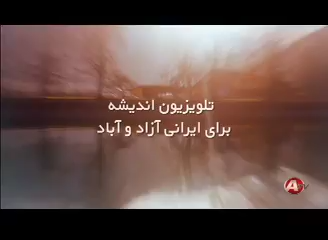 تلویزیون اندیشه
برای ایرانی آزاد و آباد
A